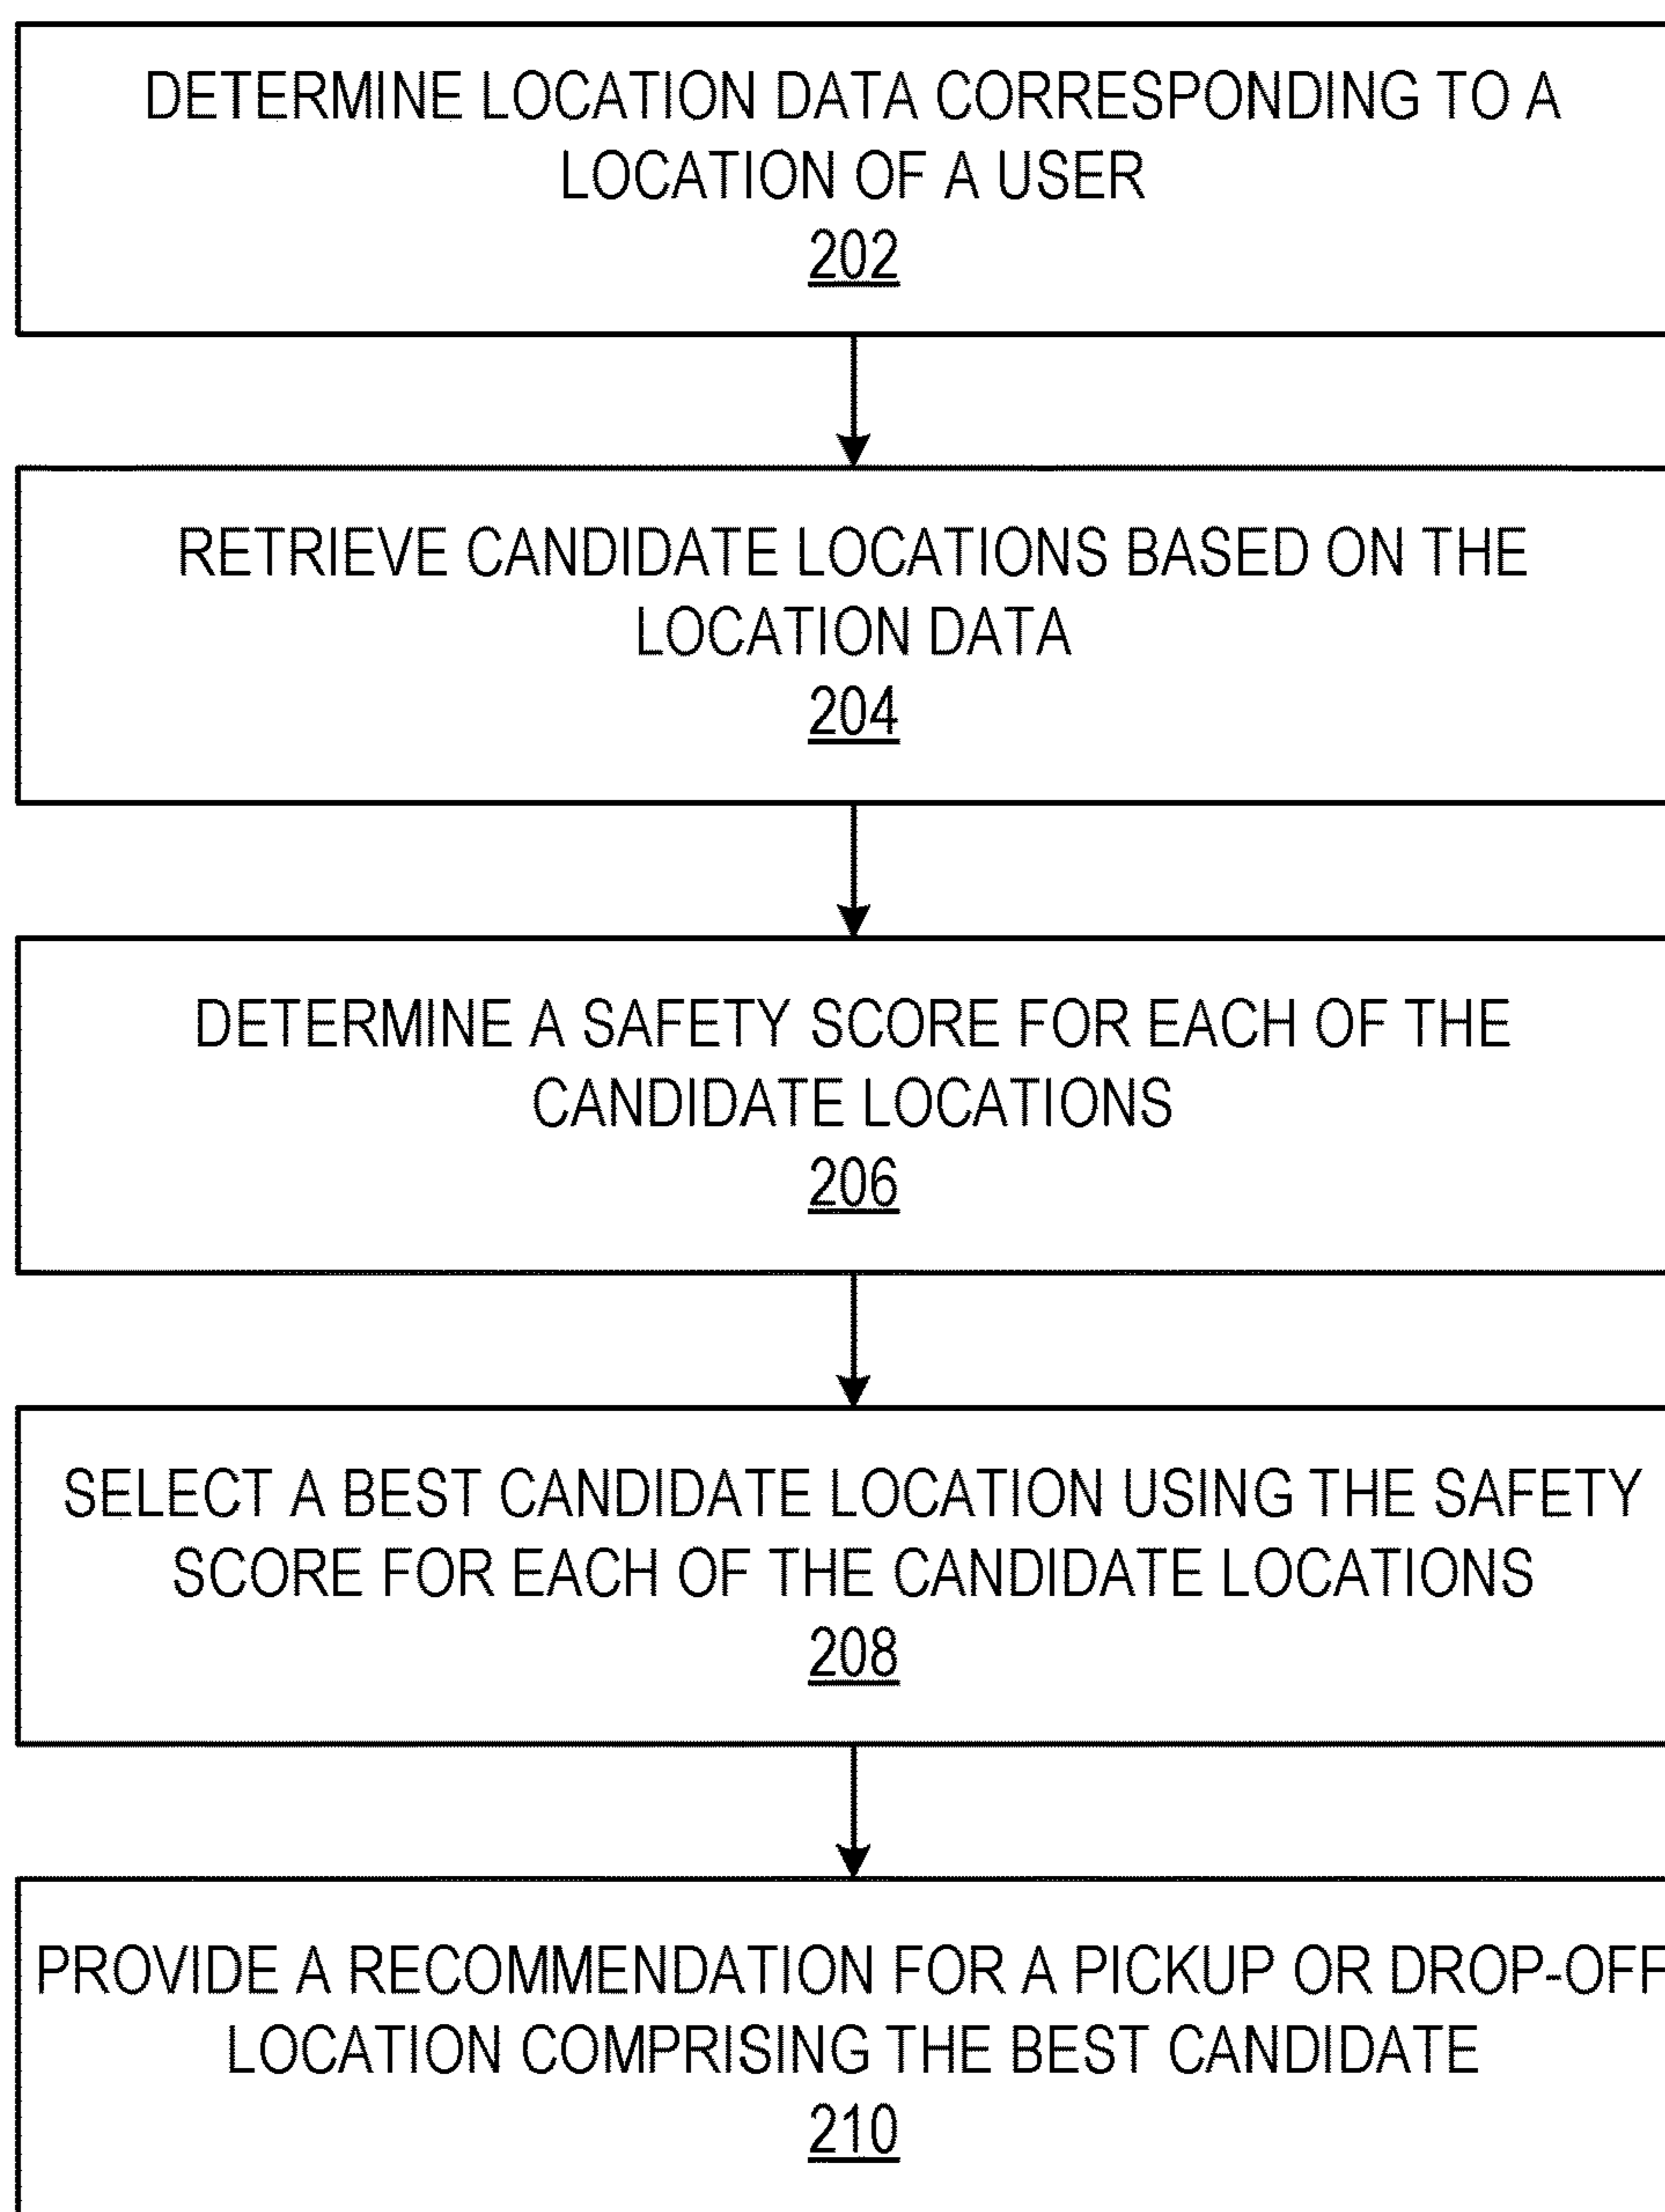 DETERMINE LOCATION DATA CORRESPONDING TO A
LOCATION OF A USER
202
RETRIEVE CANDIDATE LOCATIONS BASED ON THE
LOCATION DATA
204
DETERMINE A SAFETY SCORE FOR EACH OF THE
CANDIDATE LOCATIONS
206
SELECT A BEST CANDIDATE LOCATION USING THE SAFETY
SCORE FOR EACH OF THE CANDIDATE LOCATIONS
208
PROVIDE A RECOMMENDATION FOR A PICKUP OR DROP-OFF
LOCATION COMPRISING THE BEST CANDIDATE
210